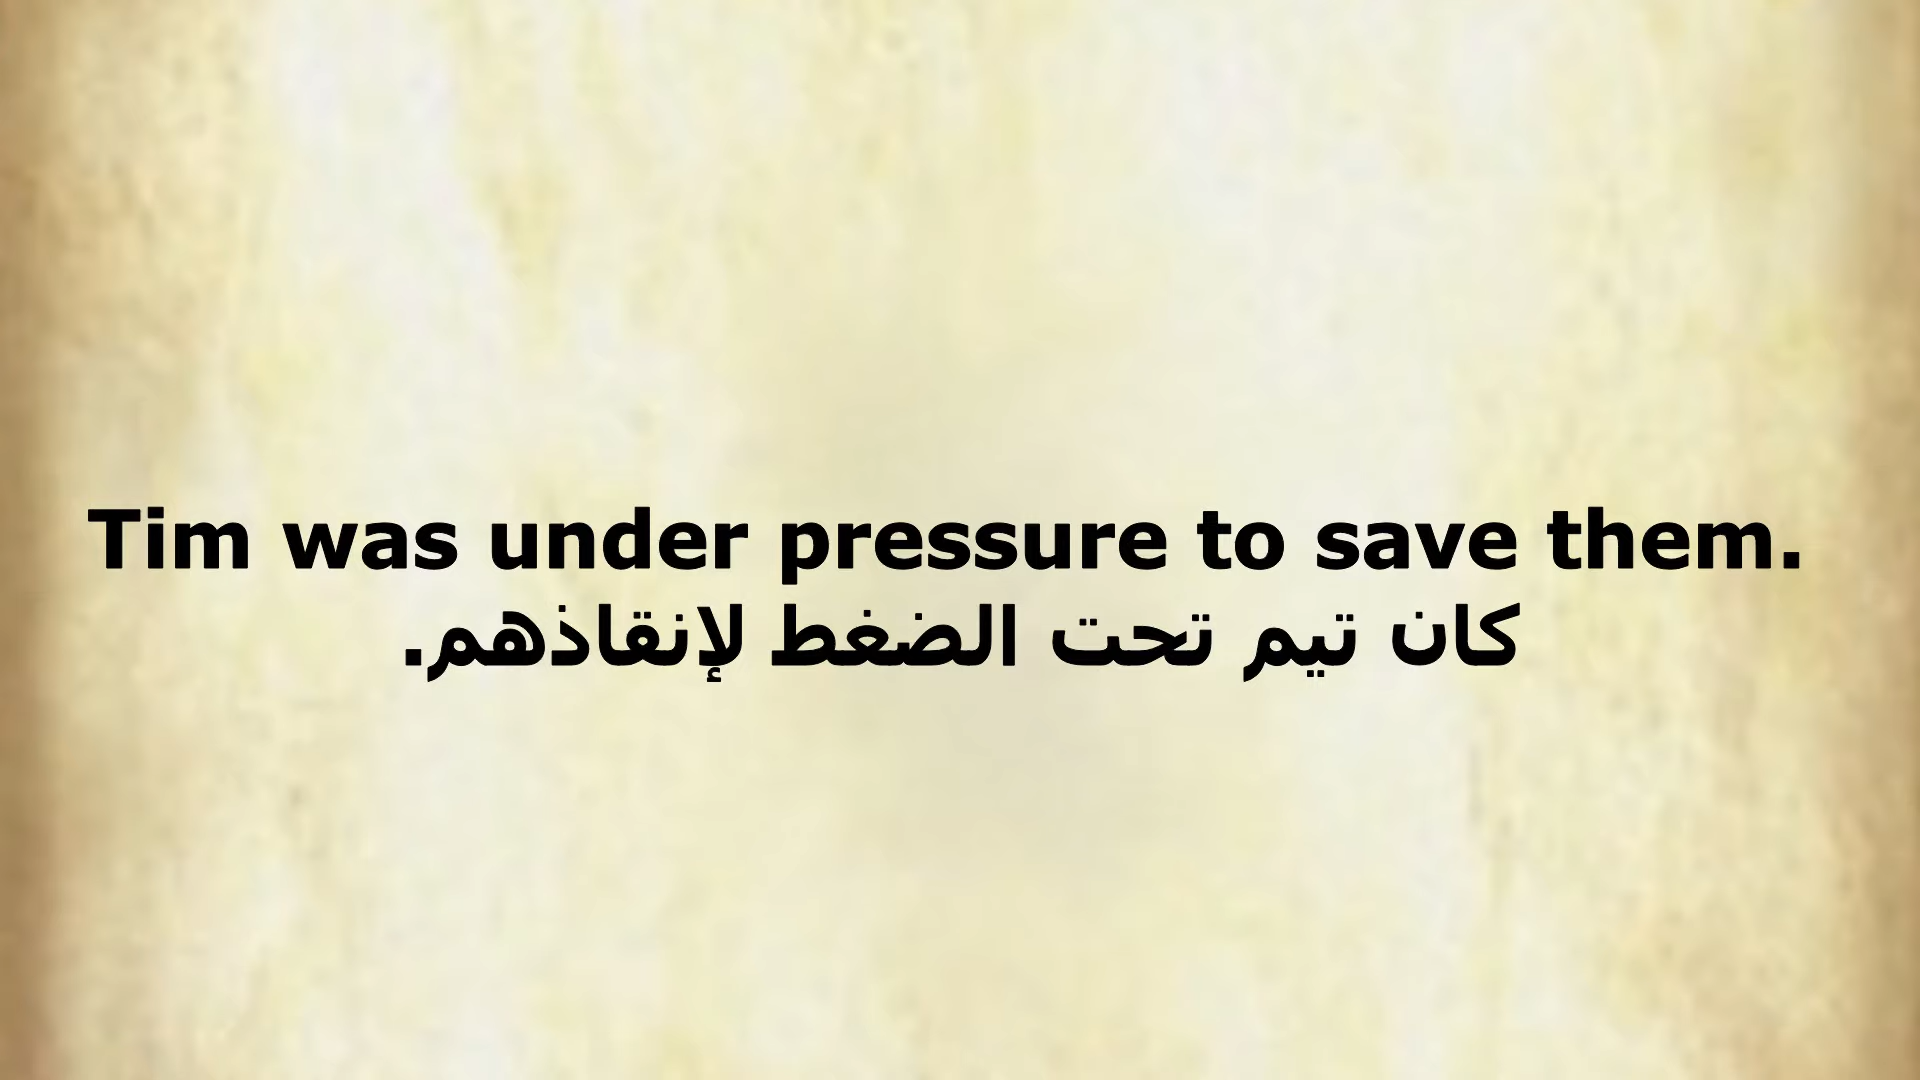 Tim was under pressure to save them.
كان تيم تحت الضغط لإنقاذهم.